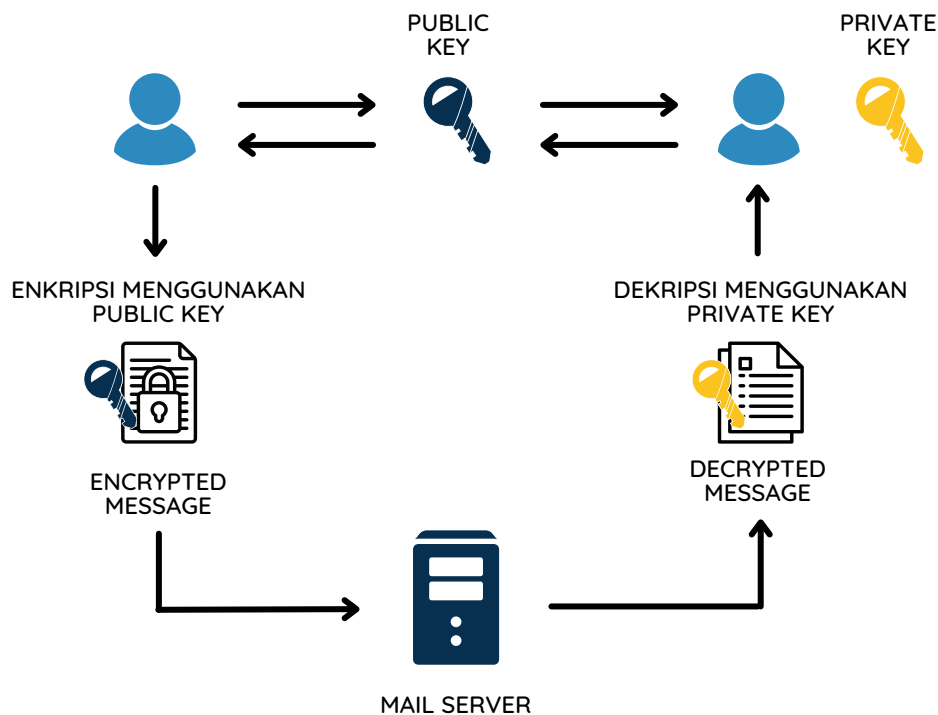 PUBLIC
KEY
PRIVATE
KEY
ENKRIPSI MENGGUNAKAN
PUBLIC KEY
DEKRIPSI MENGGUNAKAN
PRIVATE KEY
ENCRYPTED
MESSAGE
DECRYPTED
MESSAGE
MAIL SERVER